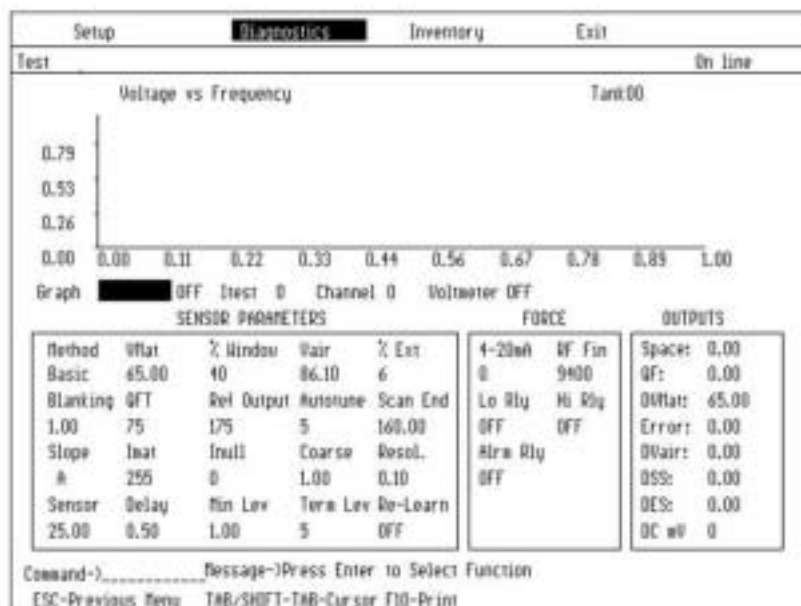 Setup Diagnostics Inventory Exit
Test On line
Voltage vs Frequency Tank:00
0.79
0.53
0.26
0.00 0.00 0.11 0.22 0.33 0.44 0.56 0.67 0.78 0.89 1.00
Graph OFF Itest 0 Channel 0 Voltmeter OFF
SENSOR PARAMETERS FORCE OUTPUTS
Method VMat % Window Vair % Ext 4-20mA RF Fin Space: 0.00
Basic 65.00 40 86.10 6 0 9400 QF: 0.00
Blanking QFT Ref Output Autotune Scan End Lo Rly Hi Rly OVMat: 65.00
1.00 75 175 5 160.00 OFF OFF Error: 0.00
Slope Imat Inull Coarse Resol. Alrm Rly OVair: 0.00
A 255 0 1.00 0.10 OFF OSS: 0.00
Sensor Delay Min Lev Term Lev Re-Learn OES: 0.00
25.00 0.50 1.00 5 OFF DC mV 0
Command->____________Message->Press Enter to Select Function
ESC-Previous Menu TAB/SHIFT-TAB-Cursor F10-Print